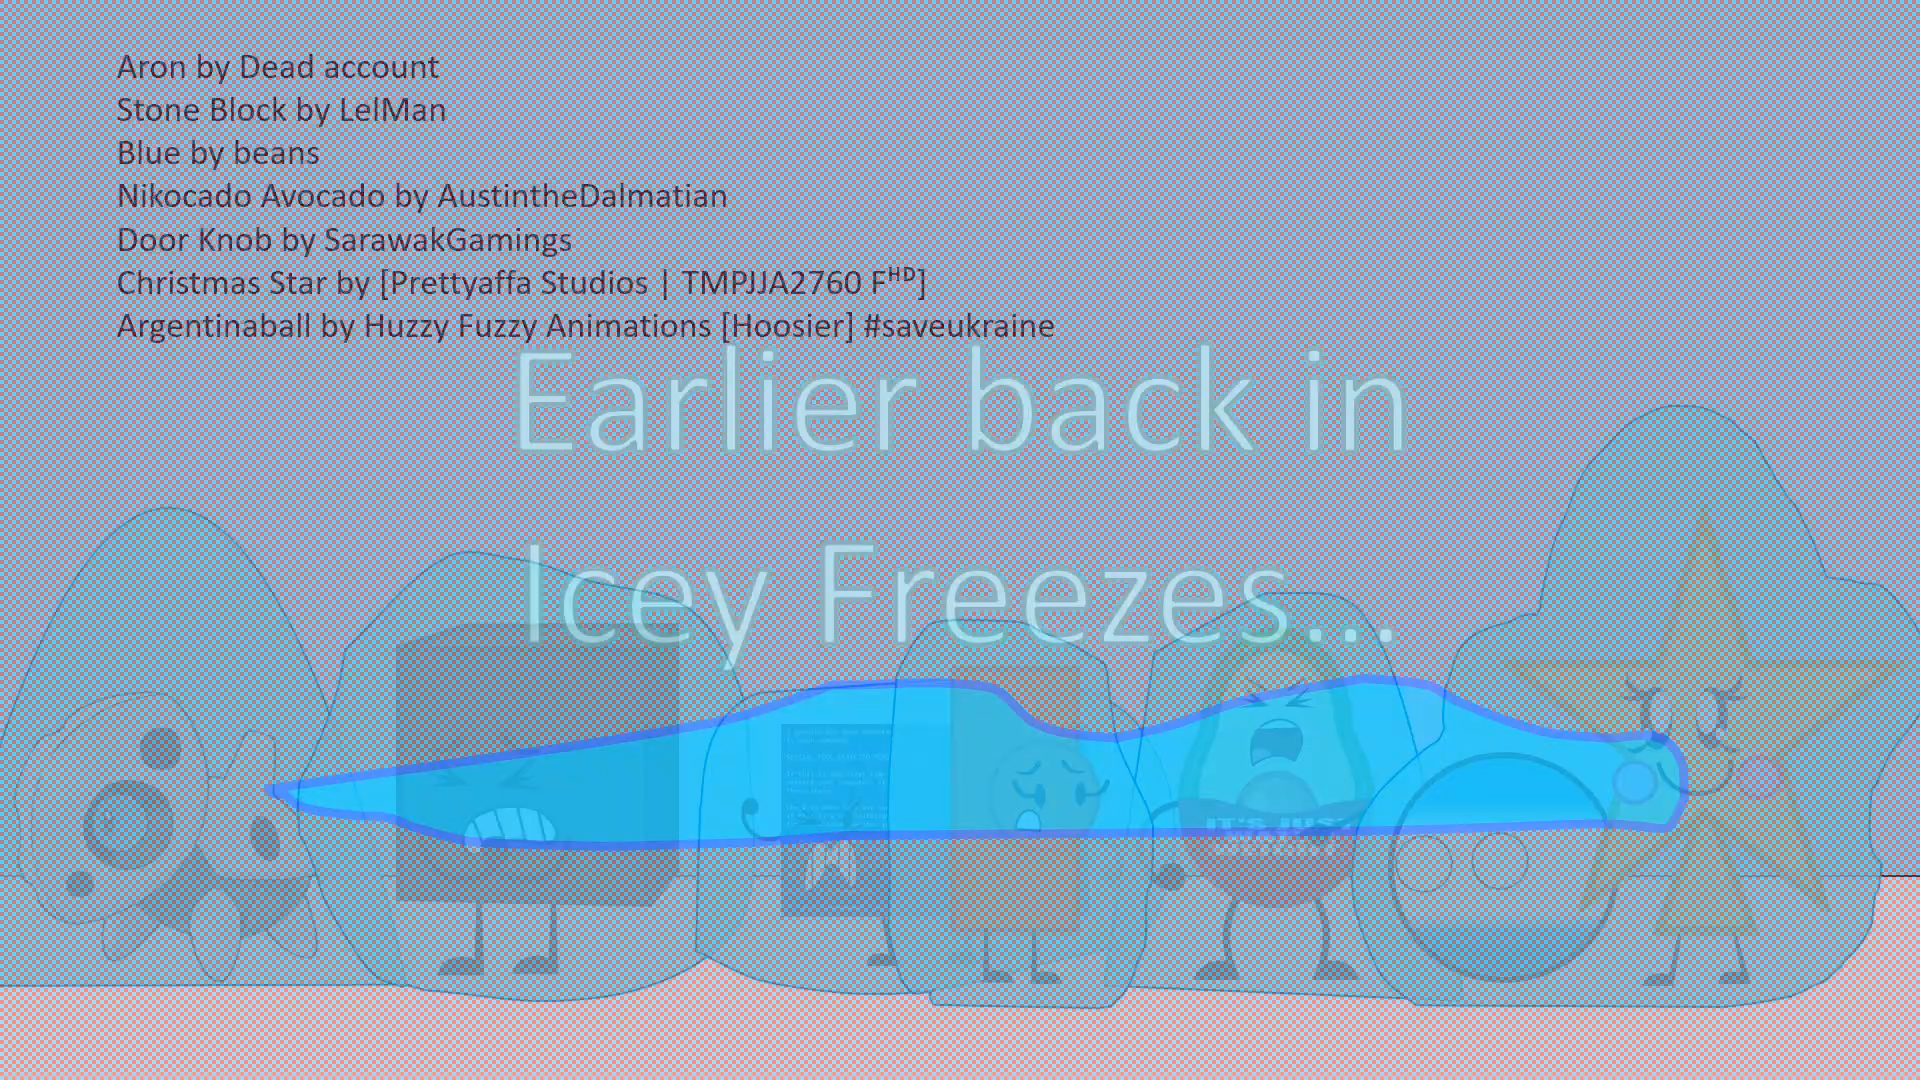 Aron by Dead account
Stone Block by LelMan
Blue by beans
Nikocado Avocado by AustintheDalmatian
Door Knob by SarawakGamings
Christmas Star by [Prettyaffa Studios | TMPJJA2760 Fᴴᴰ]
Argentinaball by Huzzy Fuzzy Animations [Hoosier] #saveukraine
Earlier back in
Icey Freezes...
IT'S JUST